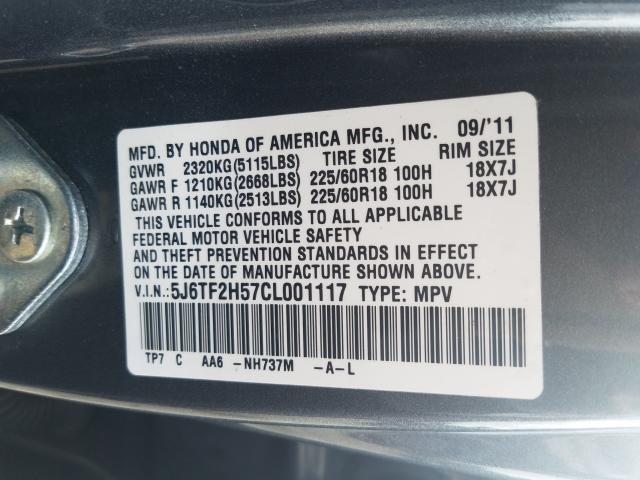 MFD. BY HONDA OF AMERICA MFG., INC. 09/'11
GVWR 2320KG(5115LBS) TIRE SIZE RIM SIZE
GAWR F 1210KG(2668LBS) 225/60R18 100H 18X7J
GAWR R 1140KG(2513LBS) 225/60R18 100H 18X7J
THIS VEHICLE CONFORMS TO ALL APPLICABLE
FEDERAL MOTOR VEHICLE SAFETY
AND THEFT PREVENTION STANDARDS IN EFFECT
ON THE DATE OF MANUFACTURE SHOWN ABOVE.
V.I.N.:5J6TF2H57CL001117 TYPE: MPV
TP7 C AA6 -NH737M -A-L